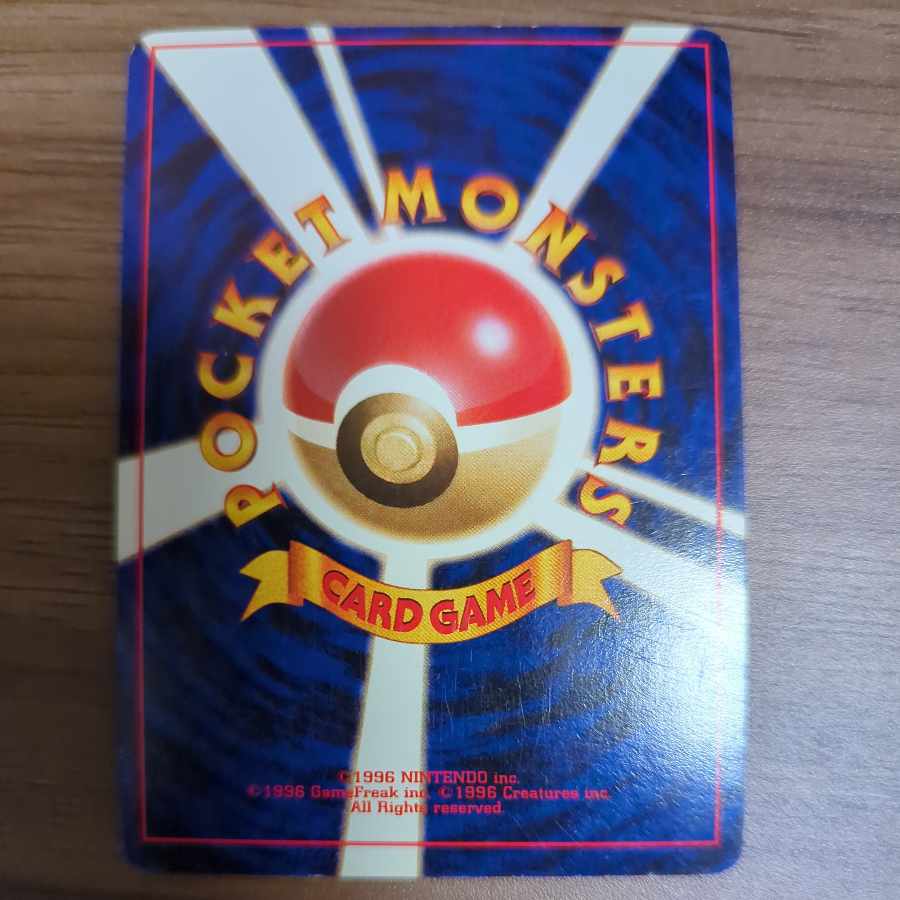 POCKET MONSTERS
CARD GAME
©1996 NINTENDO inc.
©1996 GameFreak inc. ©1996 Creatures inc.
All Rights reserved.